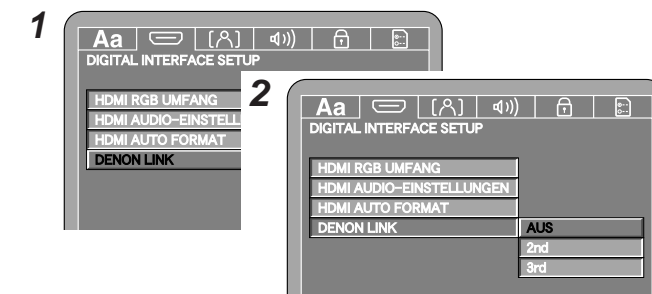 1
Aa
DIGITAL INTERFACE SETUP
HDMI RGB UMFANG
HDMI AUDIO-EINSTELL
HDMI AUTO FORMAT
DENON LINK
2
Aa
DIGITAL INTERFACE SETUP
HDMI RGB UMFANG
HDMI AUDIO-EINSTELLUNGEN
HDMI AUTO FORMAT
DENON LINK AUS
2nd
3rd